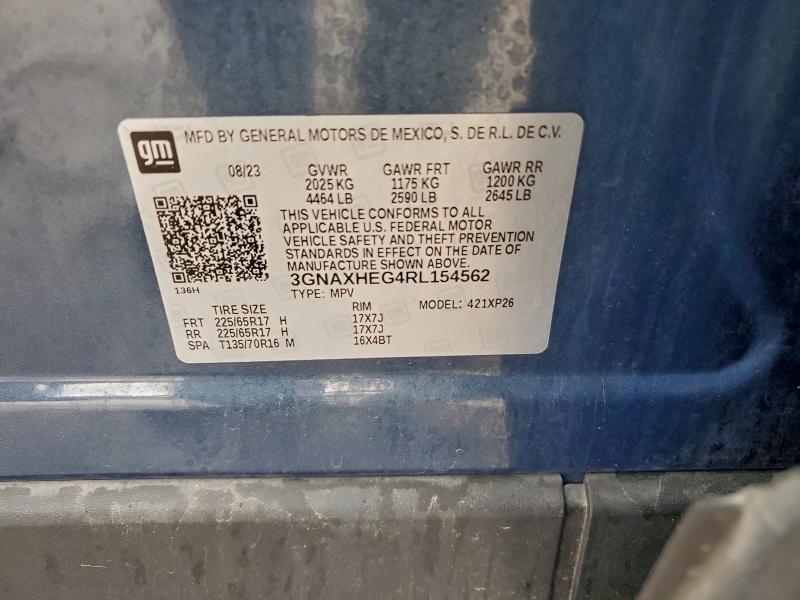 gm
MFD BY GENERAL MOTORS DE MEXICO, S. DE R.L. DE C.V.
08/23 GVWR GAWR FRT GAWR RR
2025 KG 1175 KG 1200 KG
4464 LB 2590 LB 2645 LB
THIS VEHICLE CONFORMS TO ALL
APPLICABLE U.S. FEDERAL MOTOR
VEHICLE SAFETY AND THEFT PREVENTION
STANDARDS IN EFFECT ON THE DATE OF
MANUFACTURE SHOWN ABOVE.
136H
3GNAXHEG4RL154562
TYPE: MPV MODEL: 421XP26
TIRE SIZE RIM
FRT 225/65R17 H 17X7J
RR 225/65R17 H 17X7J
SPA T135/70R16 M 16X4BT